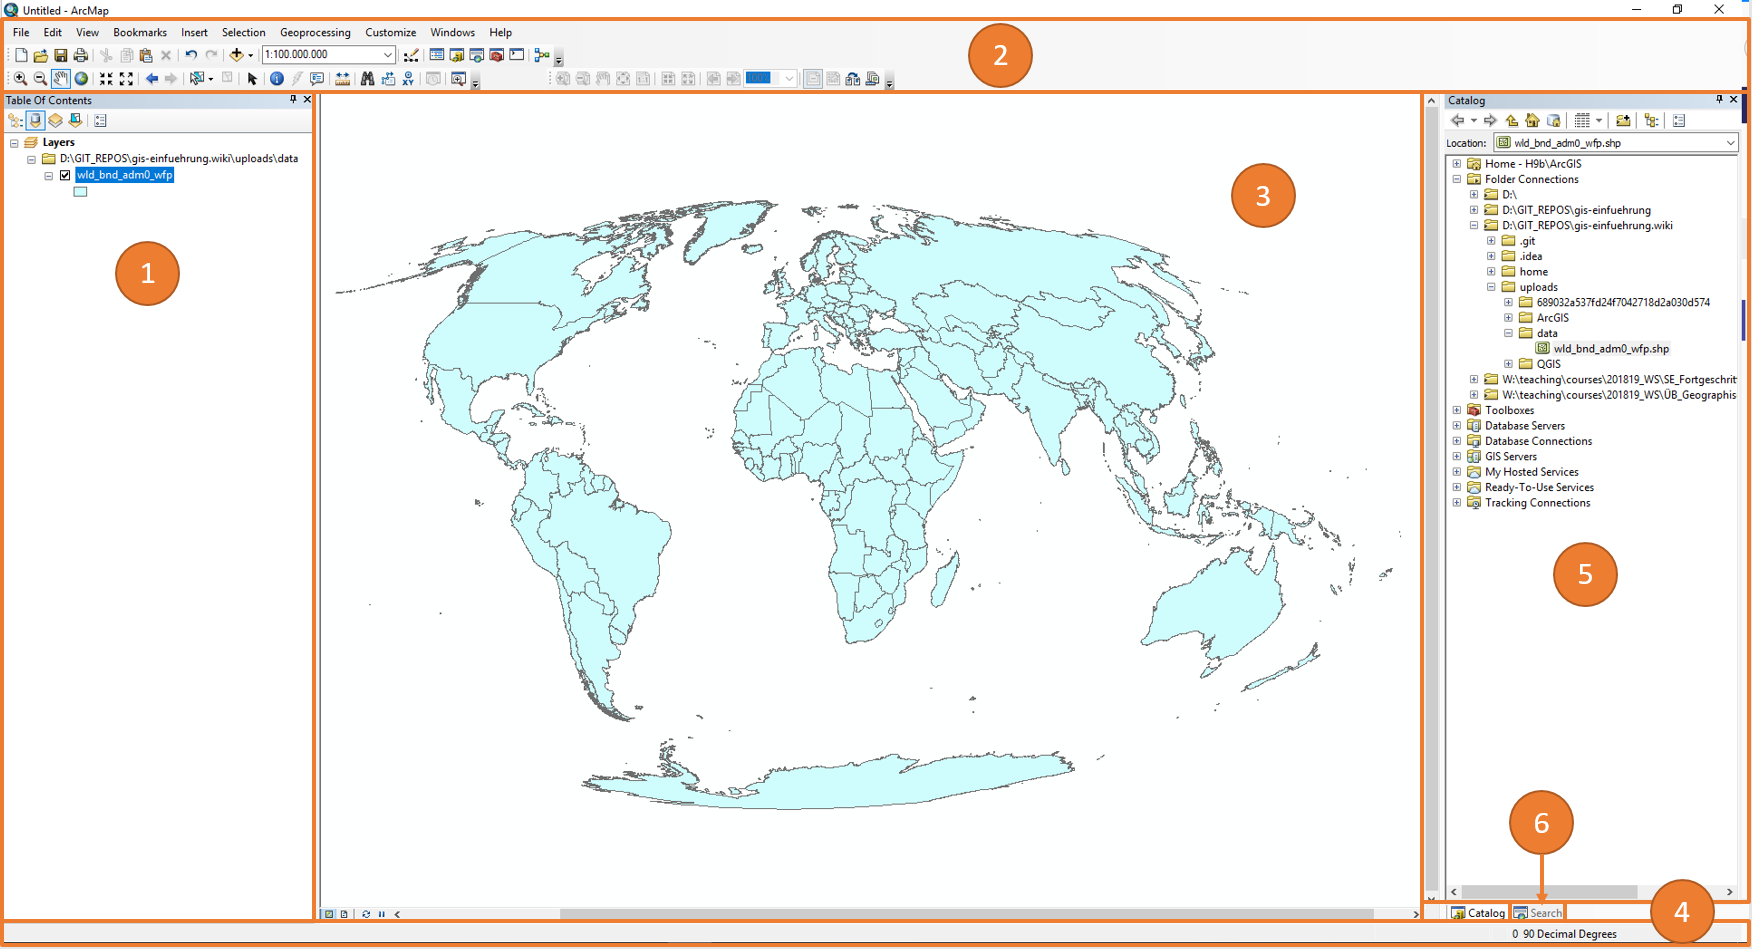 Untitled - ArcMap
File Edit View Bookmarks Insert Selection Geoprocessing Customize Windows Help
1:100.000.000
100%
2
Table Of Contents
Layers
D:\GIT_REPOS\gis-einfuehrung.wiki\uploads\data
wld_bnd_adm0_wfp
1
3
Catalog
Location: wld_bnd_adm0_wfp.shp
Home - H9b\ArcGIS
Folder Connections
D:\
D:\GIT_REPOS\gis-einfuehrung
D:\GIT_REPOS\gis-einfuehrung.wiki
.git
.idea
home
uploads
689032a537fd24f7042718d2a030d574
ArcGIS
data
wld_bnd_adm0_wfp.shp
QGIS
W:\teaching\courses\201819_WS\SE_Fortgeschrit
W:\teaching\courses\201819_WS\ÜB_Geographis
Toolboxes
Database Servers
Database Connections
GIS Servers
My Hosted Services
Ready-To-Use Services
Tracking Connections
5
6
Catalog Search
4
0 90 Decimal Degrees